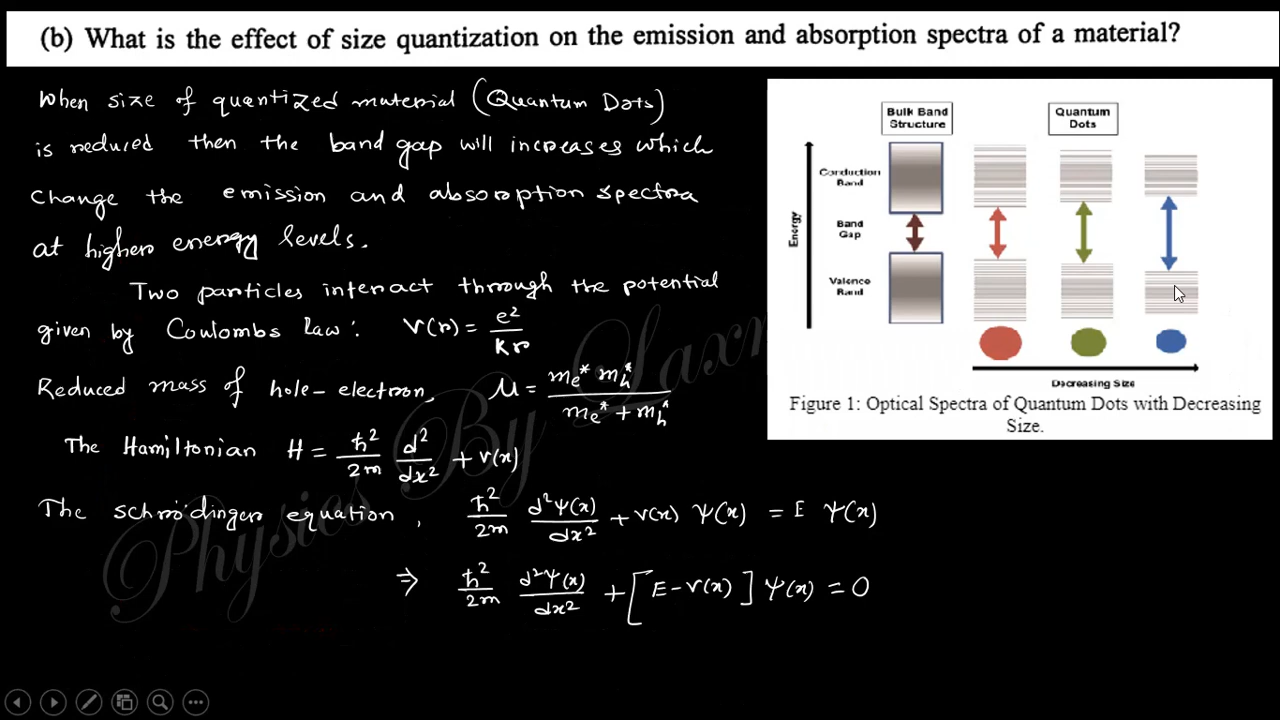 (b) What is the effect of size quantization on the emission and absorption spectra of a material?
When size of quantized material (Quantum Dots)
is reduced then the band gap will increases which
change the emission and absorption spectra
at higher energy levels.
Two particles interact through the potential
given by Coulombs law: V(r) = e²/Kr
Reduced mass of hole-electron, μ = mₑ* mₕ* / mₑ* + mₕ*
The Hamiltonian H = ħ²/2m d²/dx² + V(x)
The schrödinger equation, ħ²/2m d²Ψ(x)/dx² + V(x) Ψ(x) = E Ψ(x)
⇒ ħ²/2m d²Ψ(x)/dx² + [E - V(x)] Ψ(x) = 0
Bulk Band
Structure
Quantum
Dots
Conduction
Band
Band
Gap
Valence
Band
Energy
Decreasing Size
Figure 1: Optical Spectra of Quantum Dots with Decreasing
Size.
Physics By Laxm